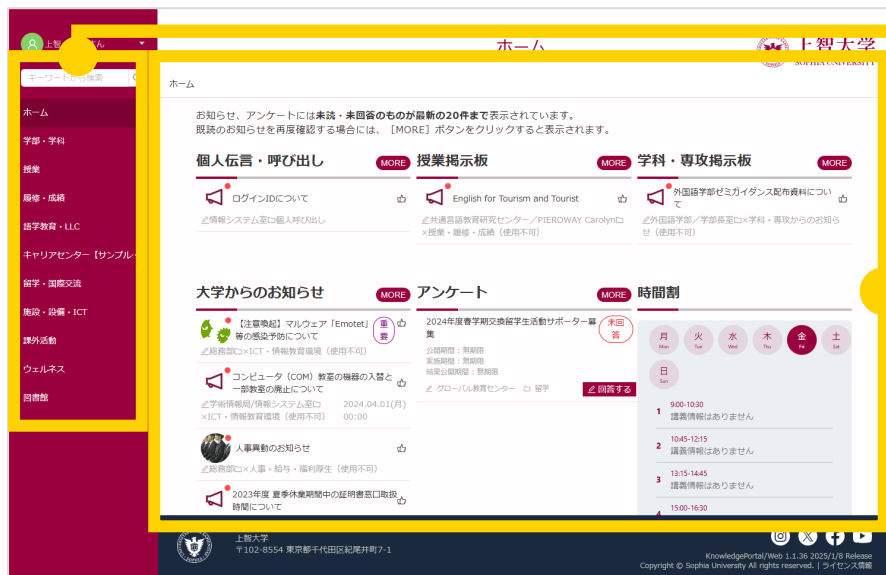 上智
ん
ホーム
上智大学
SOPHIA UNIVERSITY
キーワードから検索
ホーム
学部・学科
授業
履修・成績
語学教育・LLC
キャリアセンター【サンプル・
留学・国際交流
施設・設備・ICT
課外活動
ウェルネス
図書館
ホーム
お知らせ、アンケートには未読・未回答のものが最新の20件まで表示されています。
既読のお知らせを再度確認する場合には、［MORE］ボタンをクリックすると表示されます。
個人伝言・呼び出し MORE
ログインIDについて
情報システム室 個人呼び出し
授業掲示板 MORE
English for Tourism and Tourist
共通言語教育研究センター／PIEROWAY Carolyn
×授業・履修・成績（使用不可）
学科・専攻掲示板 MORE
外国語学部ゼミガイダンス配布資料につい
て
外国語学部／学部長室 ×学科・専攻からのお知ら
せ（使用不可）
大学からのお知らせ MORE
【注意喚起】マルウェア「Emotet」
等の感染予防について
重要
総務部 ×ICT・情報教育環境（使用不可）
コンピュータ（COM）教室の機器の入替と
一部教室の廃止について
学術情報局/情報システム室 2024.04.01(月)
×ICT・情報教育環境（使用不可） 00:00
人事異動のお知らせ
総務部 ×人事・給与・福利厚生（使用不可）
2023年度 夏季休業期間中の証明書窓口取扱
時間について
アンケート MORE
2024年度春学期交換留学生活動サポーター募
集
未回答
公開期間：無期限
実施期間：無期限
結果公開期間：無期限
グローバル教育センター 留学
回答する
時間割
月 火 水 木 金 土
Mon Tue Wed Thu Fri Sat
日
Sun
1 9:00-10:30
講義情報はありません
2 10:45-12:15
講義情報はありません
3 13:15-14:45
講義情報はありません
4 15:00-16:30
上智大学
〒102-8554 東京都千代田区紀尾井町7-1
KnowledgePortal/Web 1.1.36 2025/1/8 Release
Copyright © Sophia University All rights reserved. | ライセンス情報